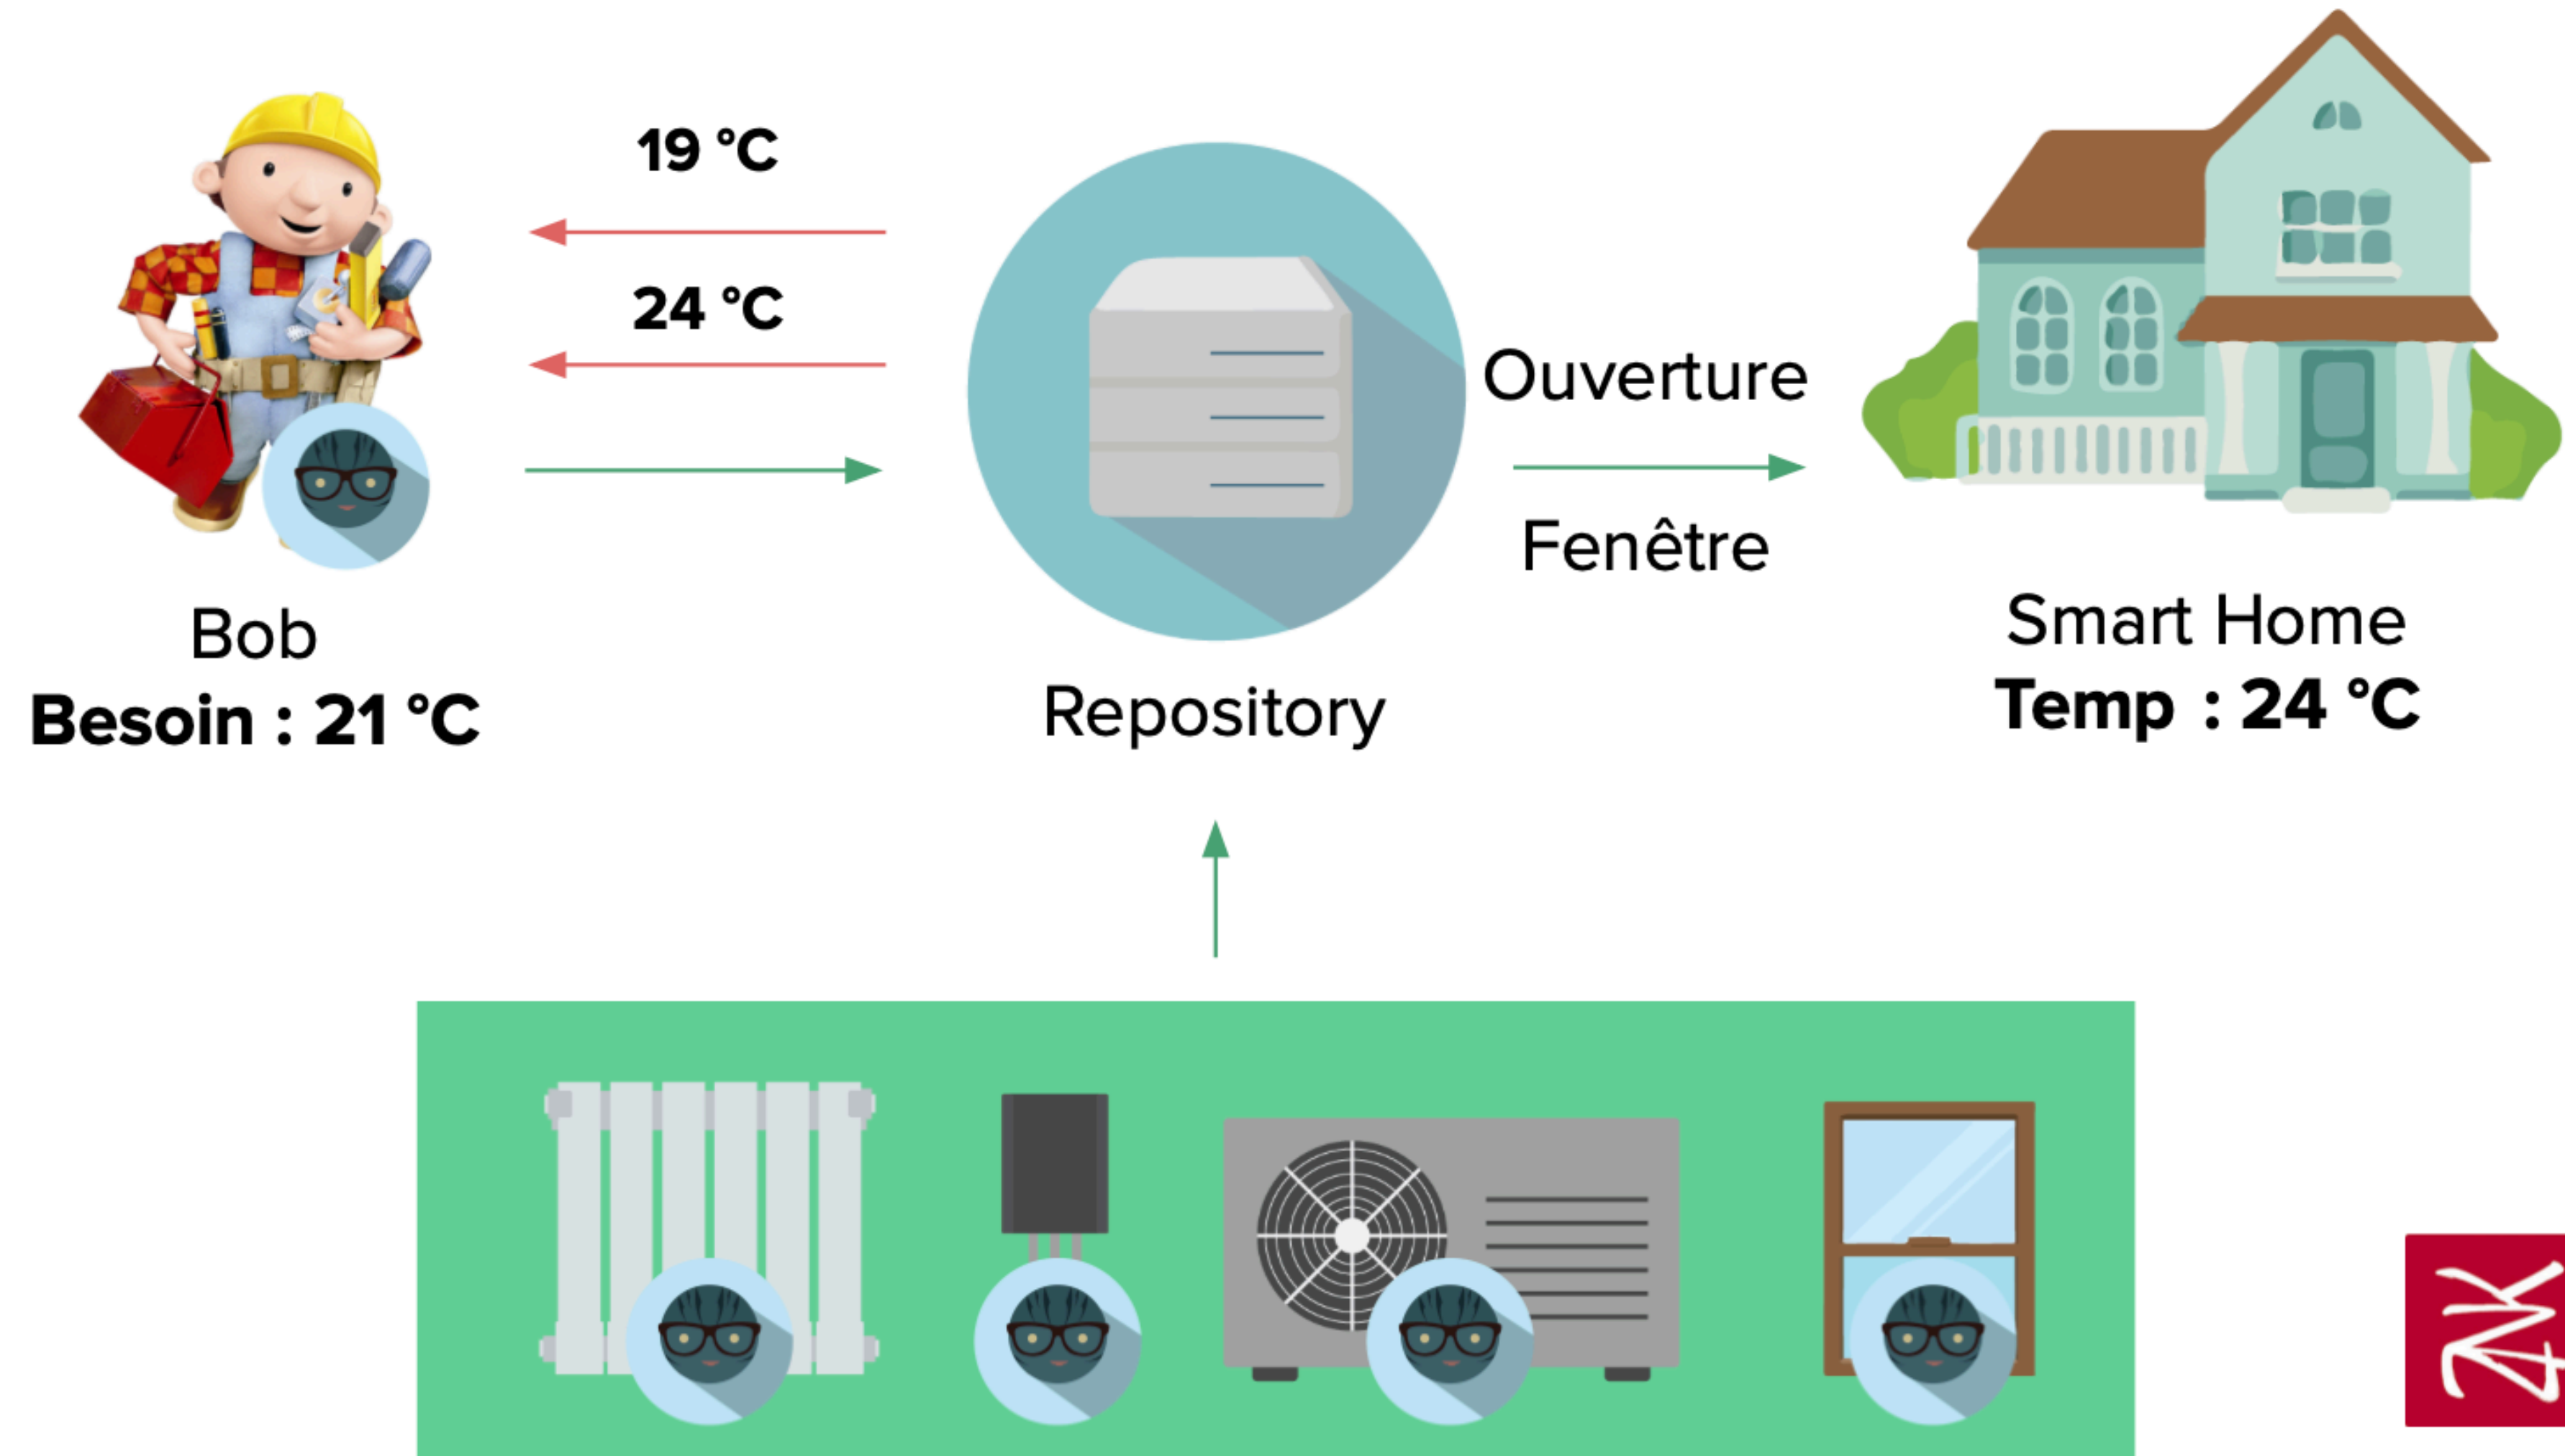 19 °C
24 °C
Ouverture
Fenêtre
Bob
Besoin : 21 °C
Repository
Smart Home
Temp : 24 °C